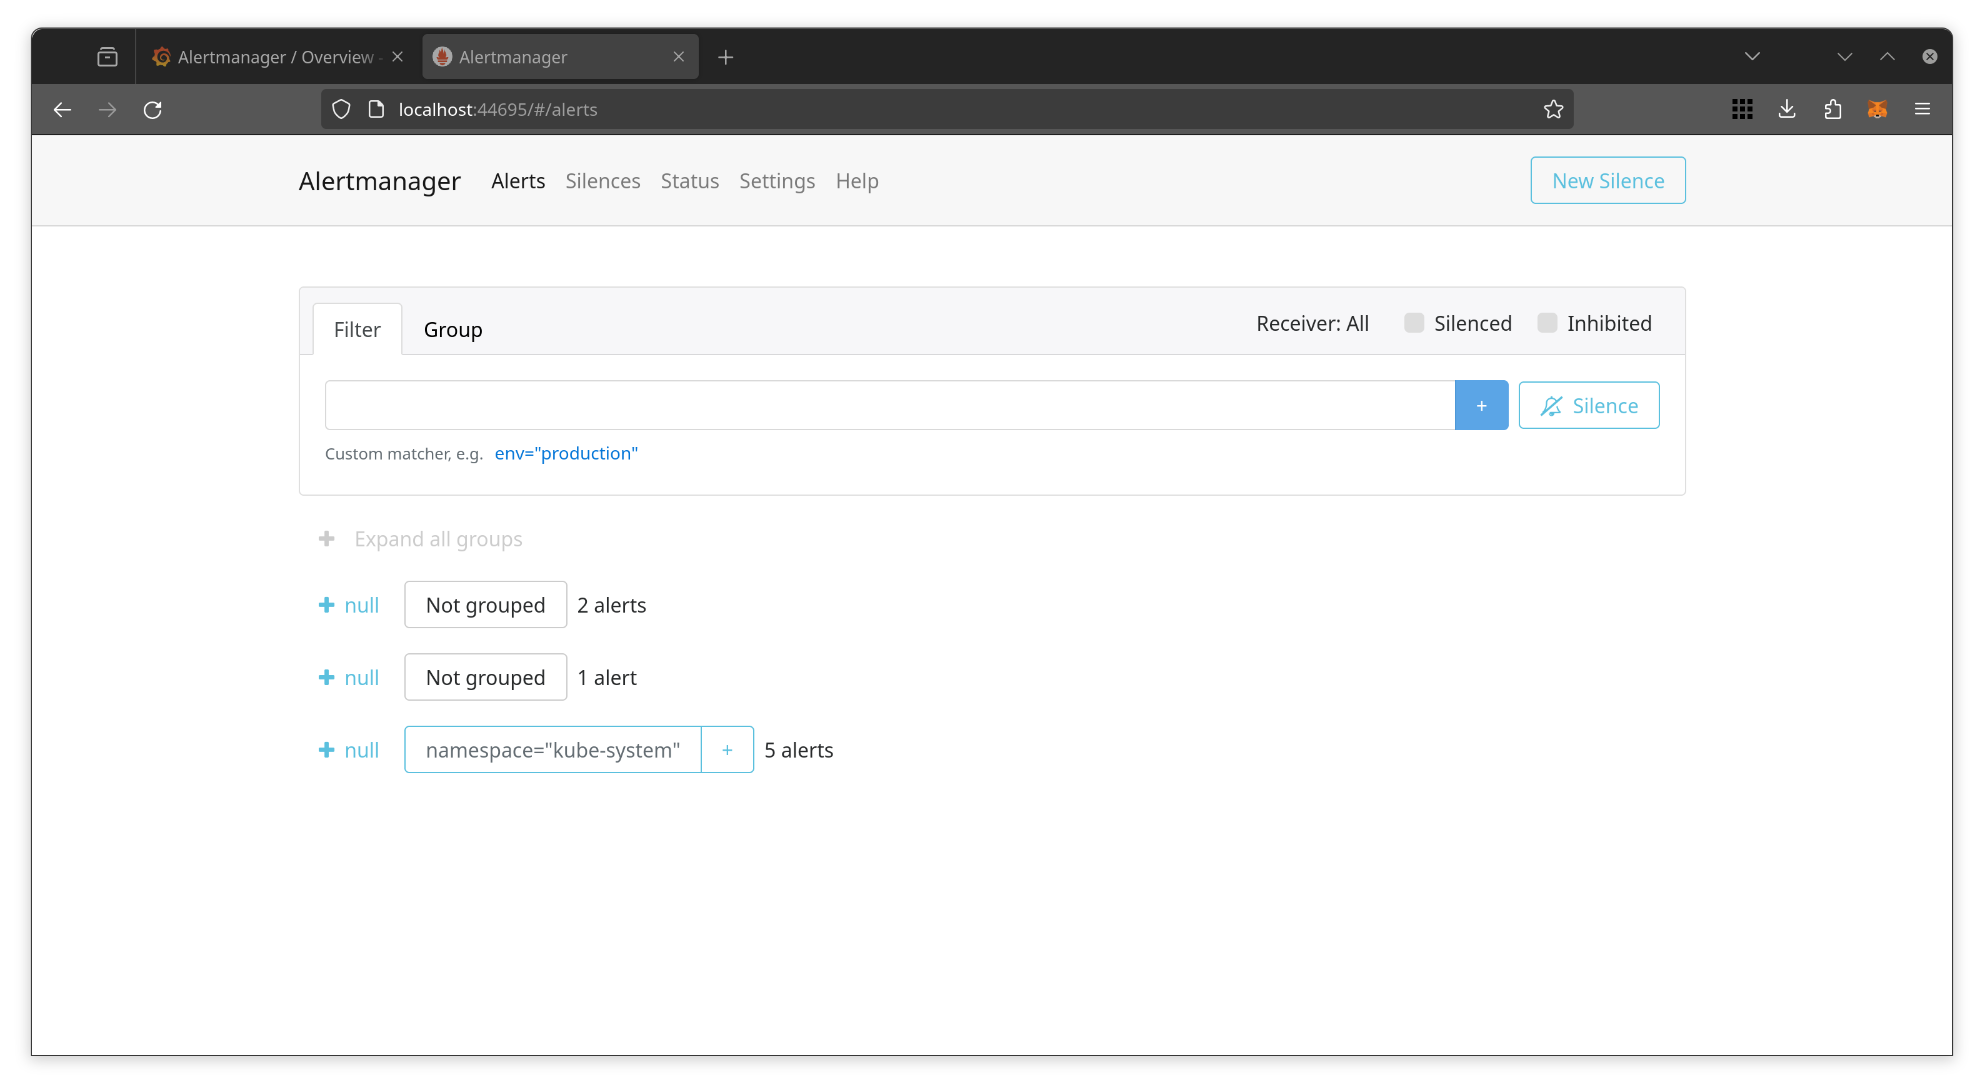 Alertmanager / Overview -
Alertmanager
localhost:44695/#/alerts
Alertmanager Alerts Silences Status Settings Help New Silence
Filter Group Receiver: All Silenced Inhibited
+ Silence
Custom matcher, e.g. env="production"
+ Expand all groups
+ null Not grouped 2 alerts
+ null Not grouped 1 alert
+ null namespace="kube-system" + 5 alerts